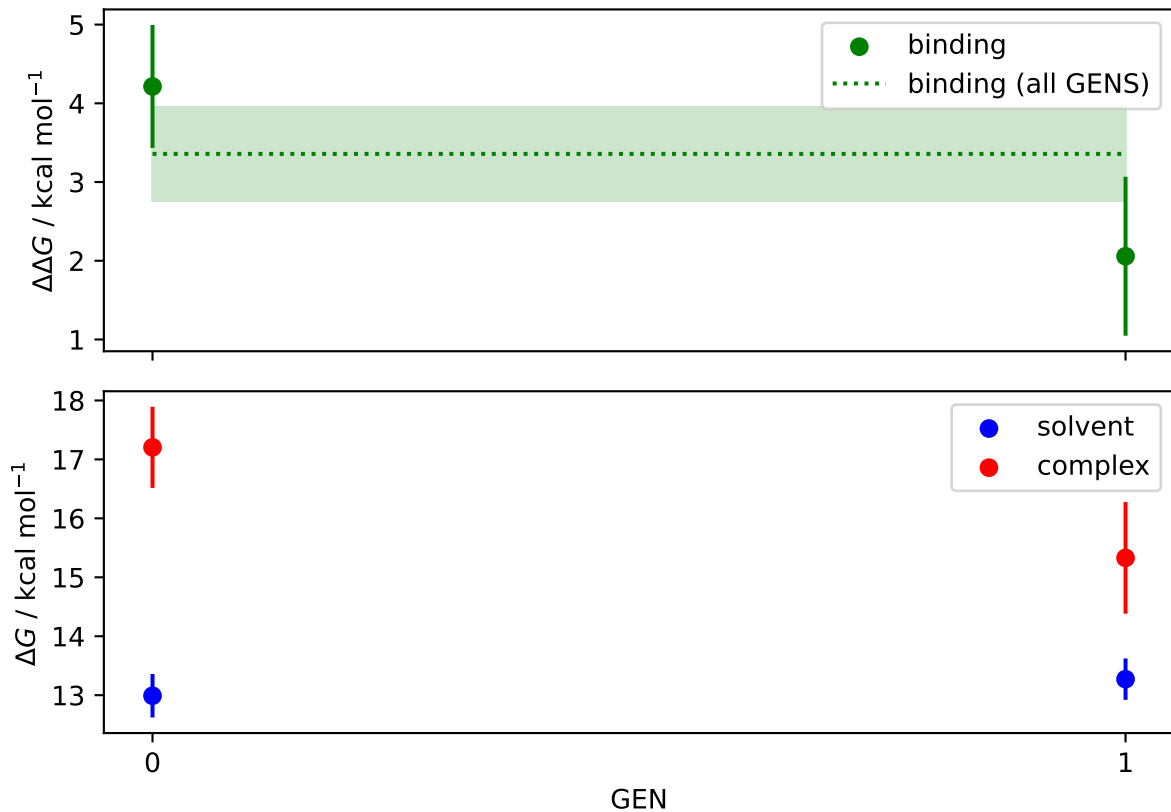 5
4
3
2
1
ΔΔG / kcal mol⁻¹
binding
binding (all GENS)
18
17
16
15
14
13
ΔG / kcal mol⁻¹
solvent
complex
0
1
GEN